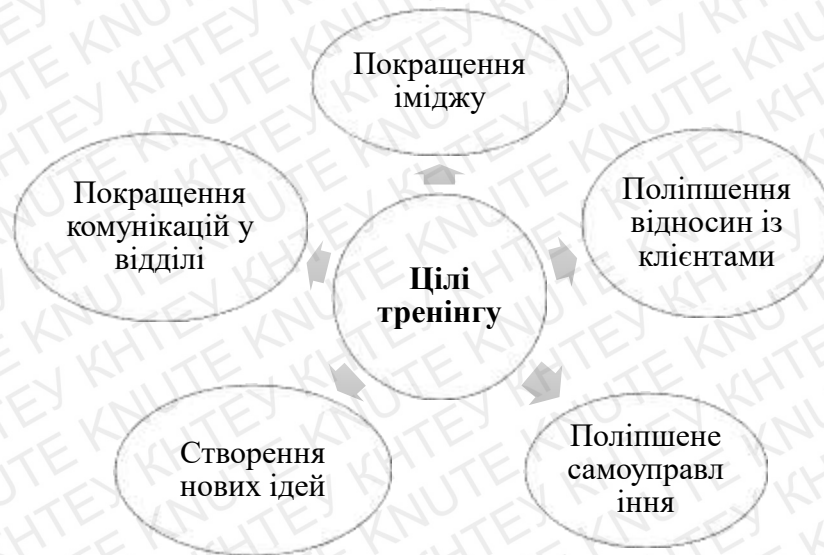 Покращення
іміджу
Поліпшення
відносин із
клієнтами
Поліпшене
самоуправл
іння
Створення
нових ідей
Покращення
комунікацій у
відділі
Цілі
тренінгу